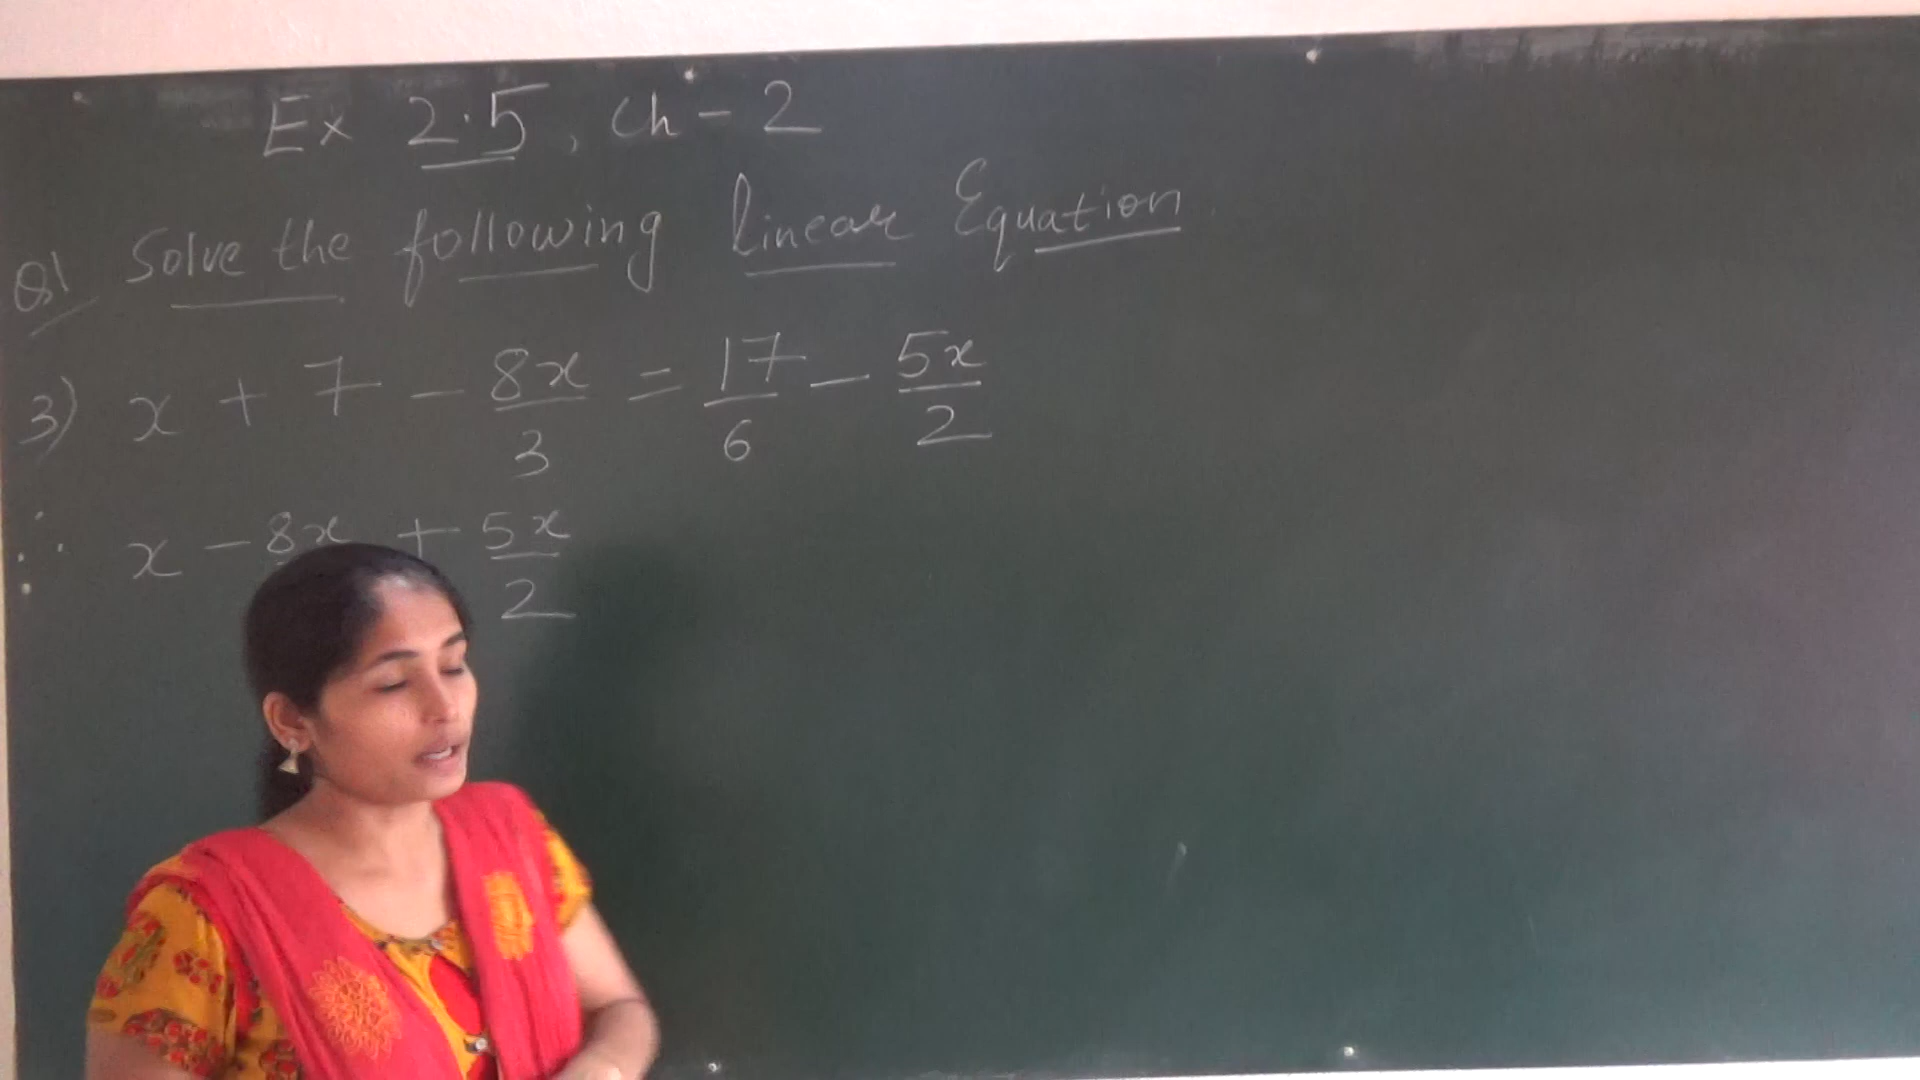 Ex 2.5, Ch - 2
Q1 Solve the following linear Equation
3) x + 7 - 8x/3 = 17/6 - 5x/2
∴ x - 8x + 5x/2